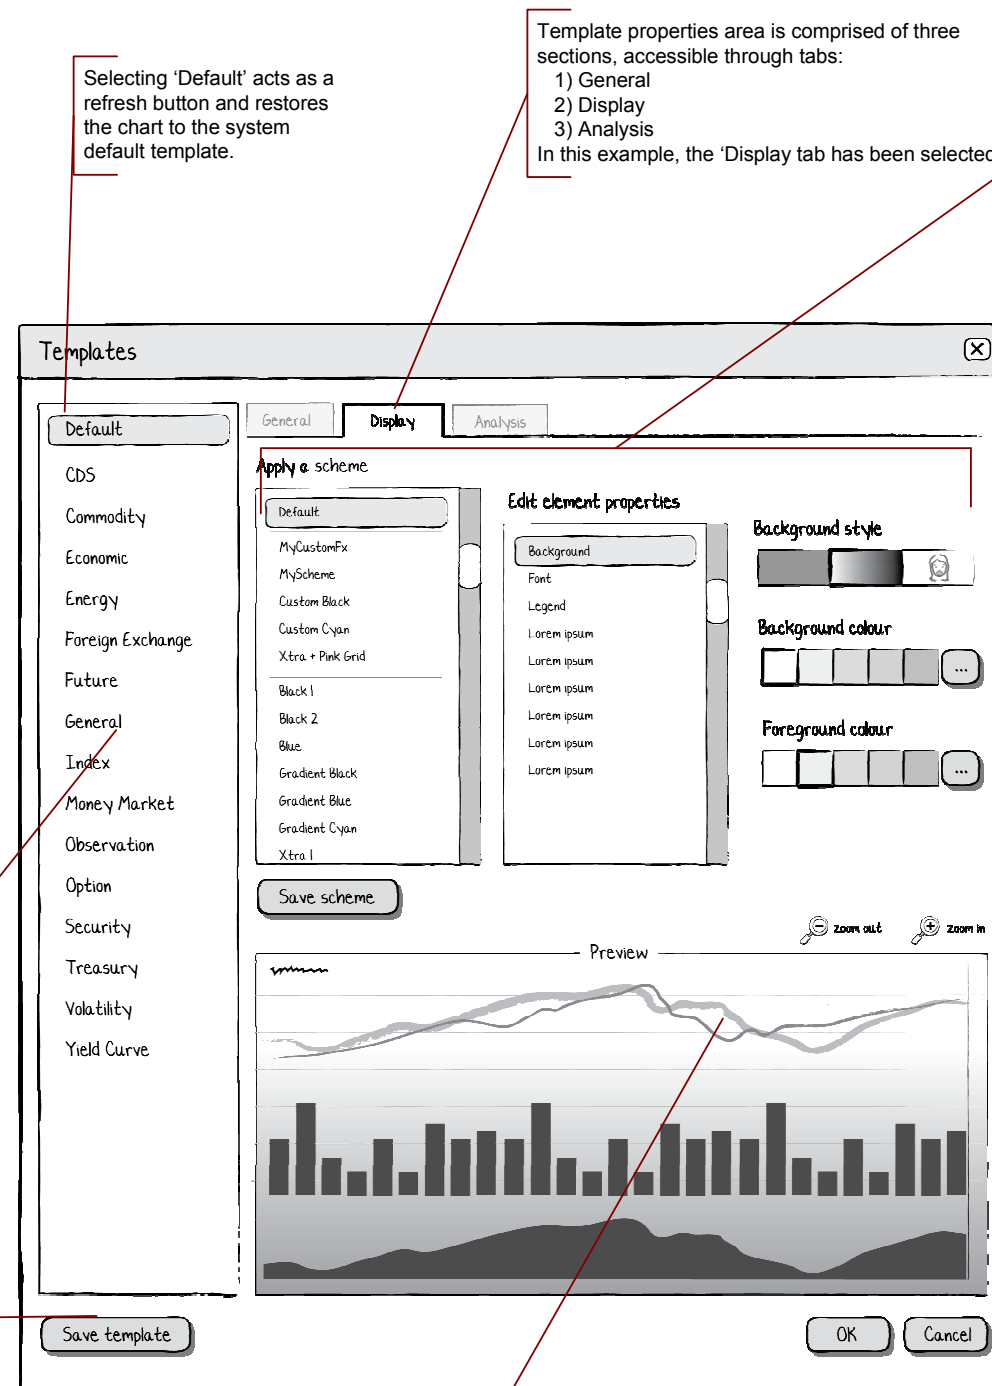 Template properties area is comprised of three
sections, accessible through tabs:
1) General
2) Display
3) Analysis
In this example, the ‘Display tab has been selected
Selecting ‘Default’ acts as a
refresh button and restores
the chart to the system
default template.
Templates
Default
CDS
Commodity
Economic
Energy
Foreign Exchange
Future
General
Index
Money Market
Observation
Option
Security
Treasury
Volatility
Yield Curve
General
Display
Analysis
Apply a scheme
Default
MyCustomFx
MyScheme
Custom Black
Custom Cyan
Xtra + Pink Grid
Black 1
Black 2
Blue
Gradient Black
Gradient Blue
Gradient Cyan
Xtra 1
Edit element properties
Background
Font
Legend
Lorem ipsum
Lorem ipsum
Lorem ipsum
Lorem ipsum
Lorem ipsum
Lorem ipsum
Background style
Background colour
...
Foreground colour
...
Save scheme
zoom out
zoom in
Preview
Save template
OK
Cancel